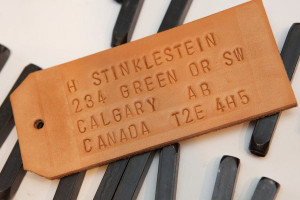 H STINKLESTEIN
234 GREEN DR SW
CALGARY AB
CANADA T2E 4H5